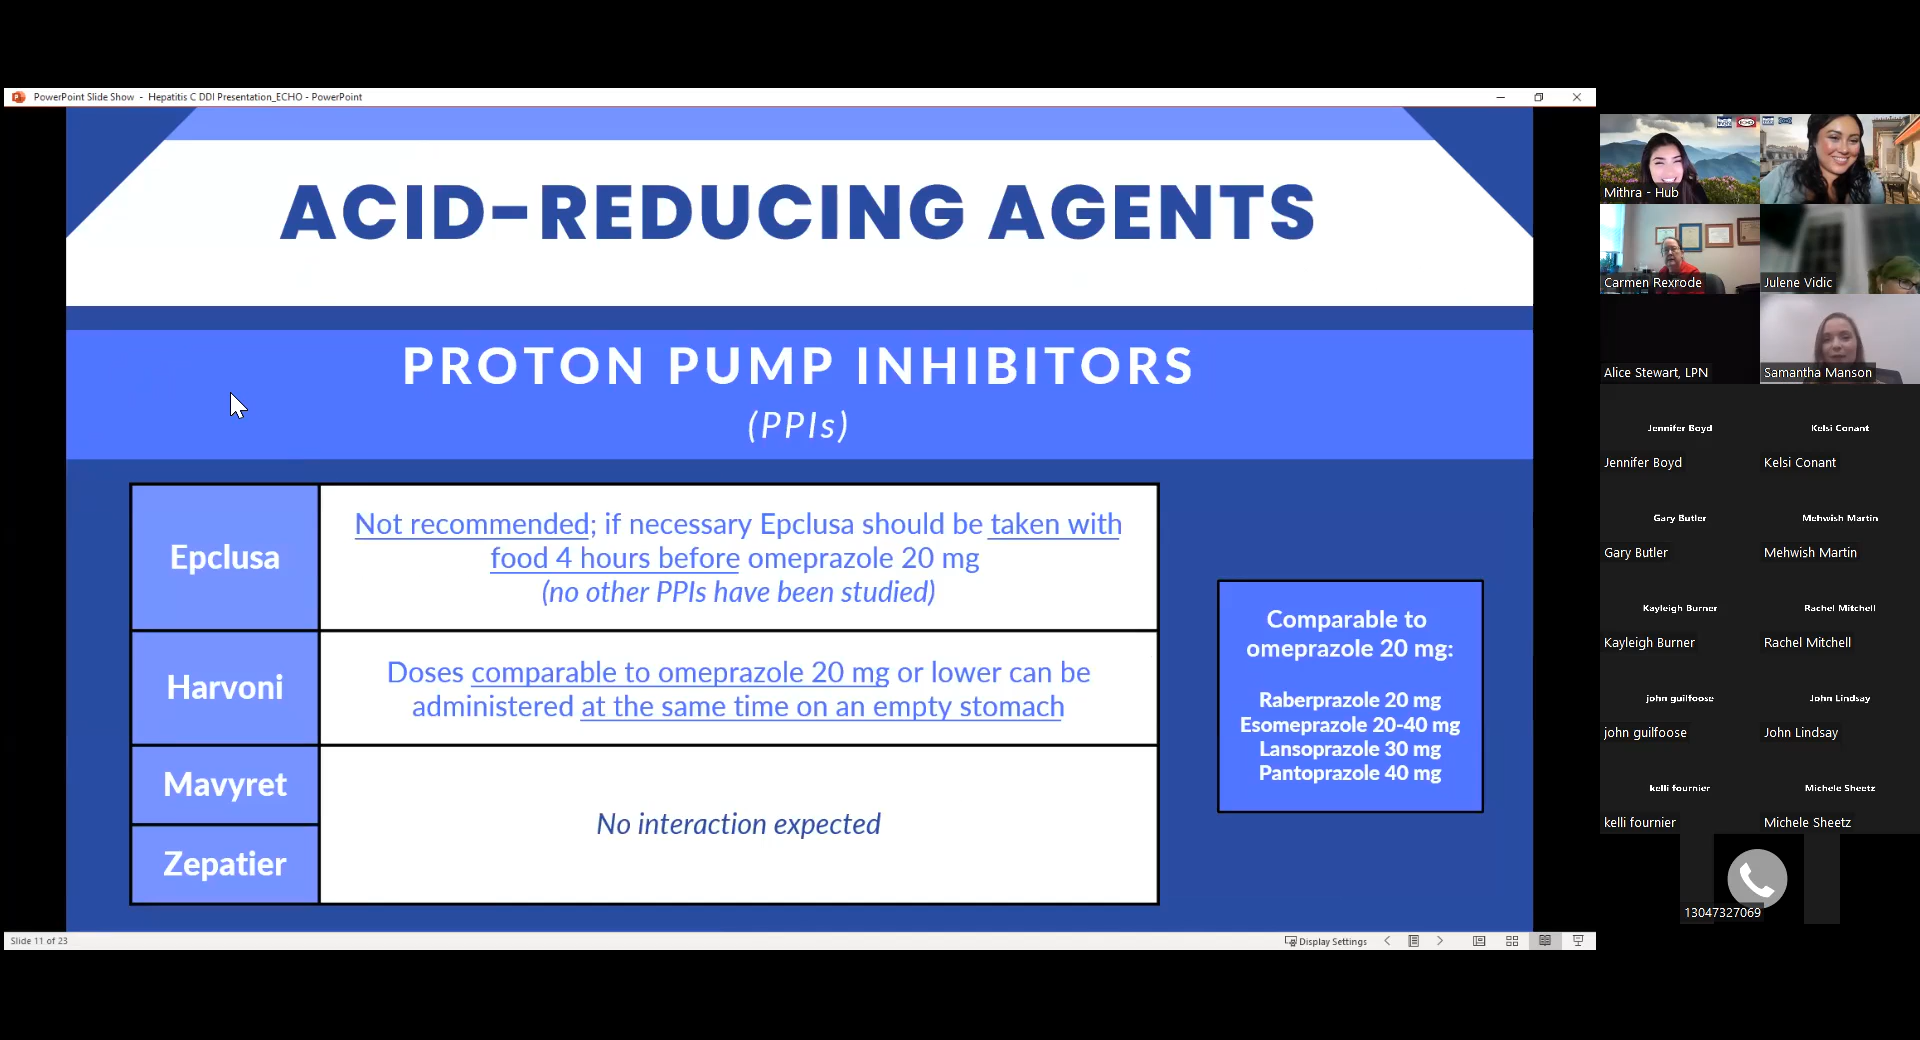 PowerPoint Slide Show - Hepatitis C DDI Presentation_ECHO - PowerPoint
ACID-REDUCING AGENTS
PROTON PUMP INHIBITORS
(PPIs)
Epclusa
Not recommended; if necessary Epclusa should be taken with
food 4 hours before omeprazole 20 mg
(no other PPIs have been studied)
Harvoni
Doses comparable to omeprazole 20 mg or lower can be
administered at the same time on an empty stomach
Mavyret
Zepatier
No interaction expected
Comparable to
omeprazole 20 mg:
Raberprazole 20 mg
Esomeprazole 20-40 mg
Lansoprazole 30 mg
Pantoprazole 40 mg
Slide 11 of 23
Display Settings
Mithra - Hub
Carmen Rexrode
Julene Vidic
Alice Stewart, LPN
Samantha Manson
Jennifer Boyd
Kelsi Conant
Jennifer Boyd
Kelsi Conant
Gary Butler
Mehwish Martin
Gary Butler
Mehwish Martin
Kayleigh Burner
Rachel Mitchell
Kayleigh Burner
Rachel Mitchell
john guilfoose
John Lindsay
john guilfoose
John Lindsay
kelli fournier
Michele Sheetz
kelli fournier
Michele Sheetz
13047327069